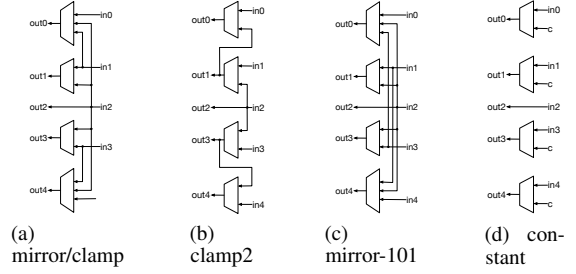 out0
in0
out1
in1
out2
in2
out3
in3
out4
(a)
mirror/clamp
out0
in0
out1
in1
out2
in2
out3
in3
out4
in4
(b)
clamp2
out0
in0
out1
in1
out2
in2
out3
in3
out4
in4
(c)
mirror-101
out0
in0
c
out1
in1
c
out2
in2
out3
in3
c
out4
in4
c
(d) con-
stant